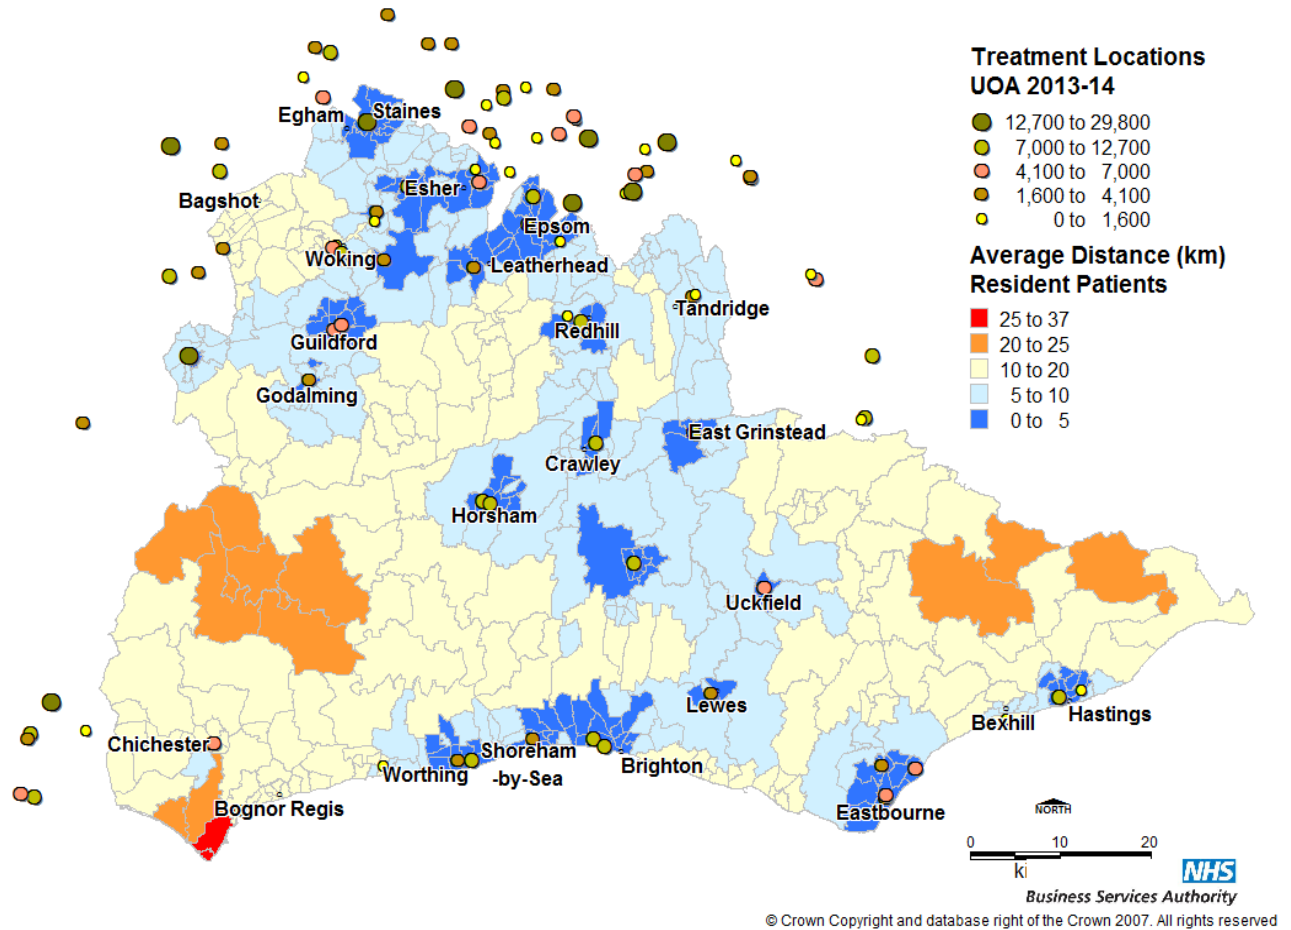 Treatment Locations
UOA 2013-14
12,700 to 29,800
7,000 to 12,700
4,100 to 7,000
1,600 to 4,100
0 to 1,600
Average Distance (km)
Resident Patients
25 to 37
20 to 25
10 to 20
5 to 10
0 to 5
Egham
Staines
Bagshot
Esher
Epsom
Woking
Leatherhead
Tandridge
Redhill
Guildford
Godalming
East Grinstead
Crawley
Horsham
Uckfield
Lewes
Bexhill
Hastings
Chichester
Shoreham
-by-Sea
Worthing
Brighton
Bognor Regis
Eastbourne
NORTH
0 10 20
ki
NHS
Business Services Authority
© Crown Copyright and database right of the Crown 2007. All rights reserved